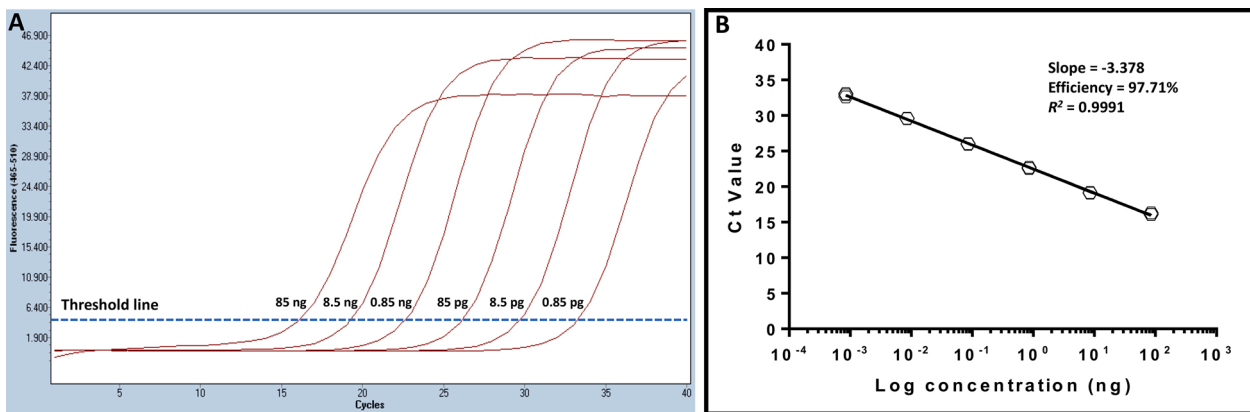 A
Fluorescence (465-510)
46.900
42.400
37.900
33.400
28.900
24.400
19.900
15.400
10.900
6.400
1.900
Threshold line
85 ng
8.5 ng
0.85 ng
85 pg
8.5 pg
0.85 pg
5
10
15
20
25
30
35
40
Cycles
B
Ct Value
40
35
30
25
20
15
10
5
0
Slope = -3.378
Efficiency = 97.71%
R² = 0.9991
10⁻⁴
10⁻³
10⁻²
10⁻¹
10⁰
10¹
10²
10³
Log concentration (ng)